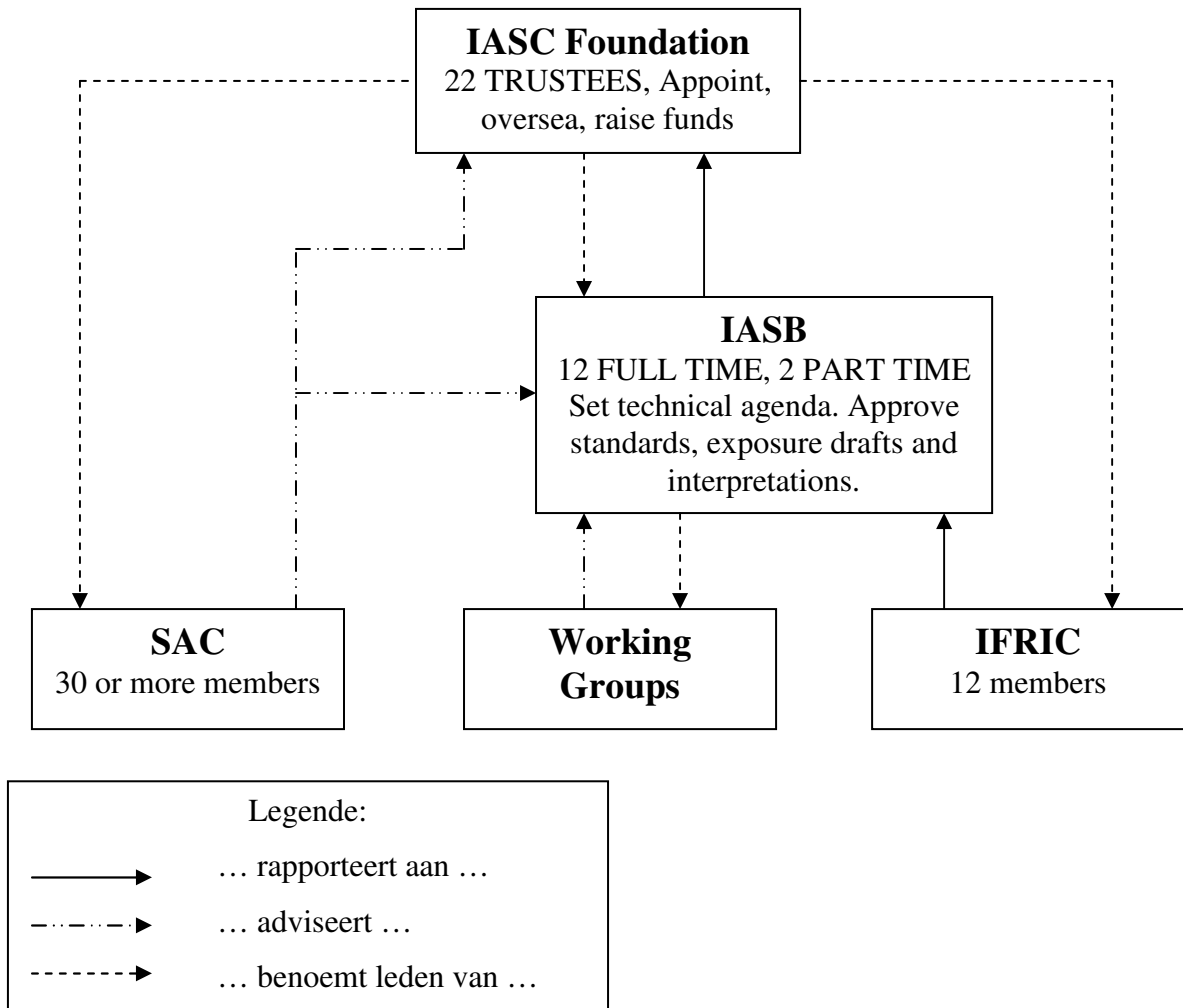 IASC Foundation
22 TRUSTEES, Appoint,
oversea, raise funds
IASB
12 FULL TIME, 2 PART TIME
Set technical agenda. Approve
standards, exposure drafts and
interpretations.
SAC
30 or more members
Working
Groups
IFRIC
12 members
Legende:
… rapporteert aan …
… adviseert …
… benoemt leden van …